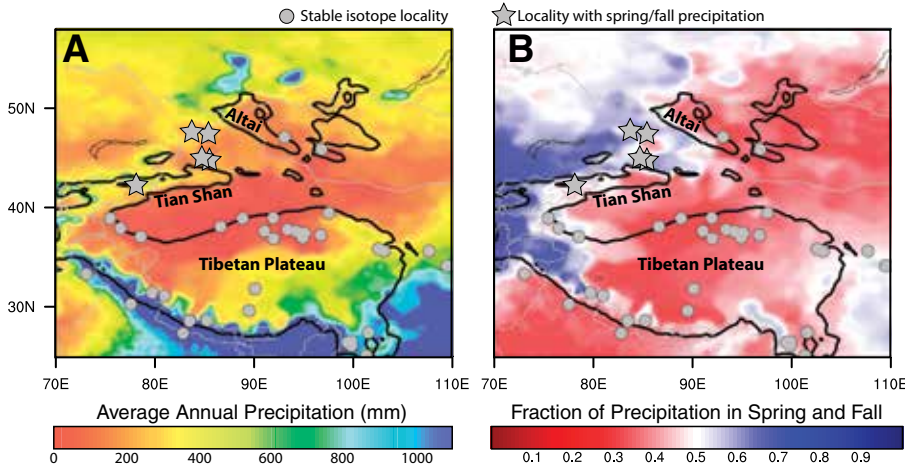 Stable isotope locality
Locality with spring/fall precipitation
A
B
50N
40N
30N
Altai
Tian Shan
Tibetan Plateau
Altai
Tian Shan
Tibetan Plateau
70E 80E 90E 100E 110E
70E 80E 90E 100E 110E
Average Annual Precipitation (mm)
Fraction of Precipitation in Spring and Fall
0 200 400 600 800 1000
0.1 0.2 0.3 0.4 0.5 0.6 0.7 0.8 0.9